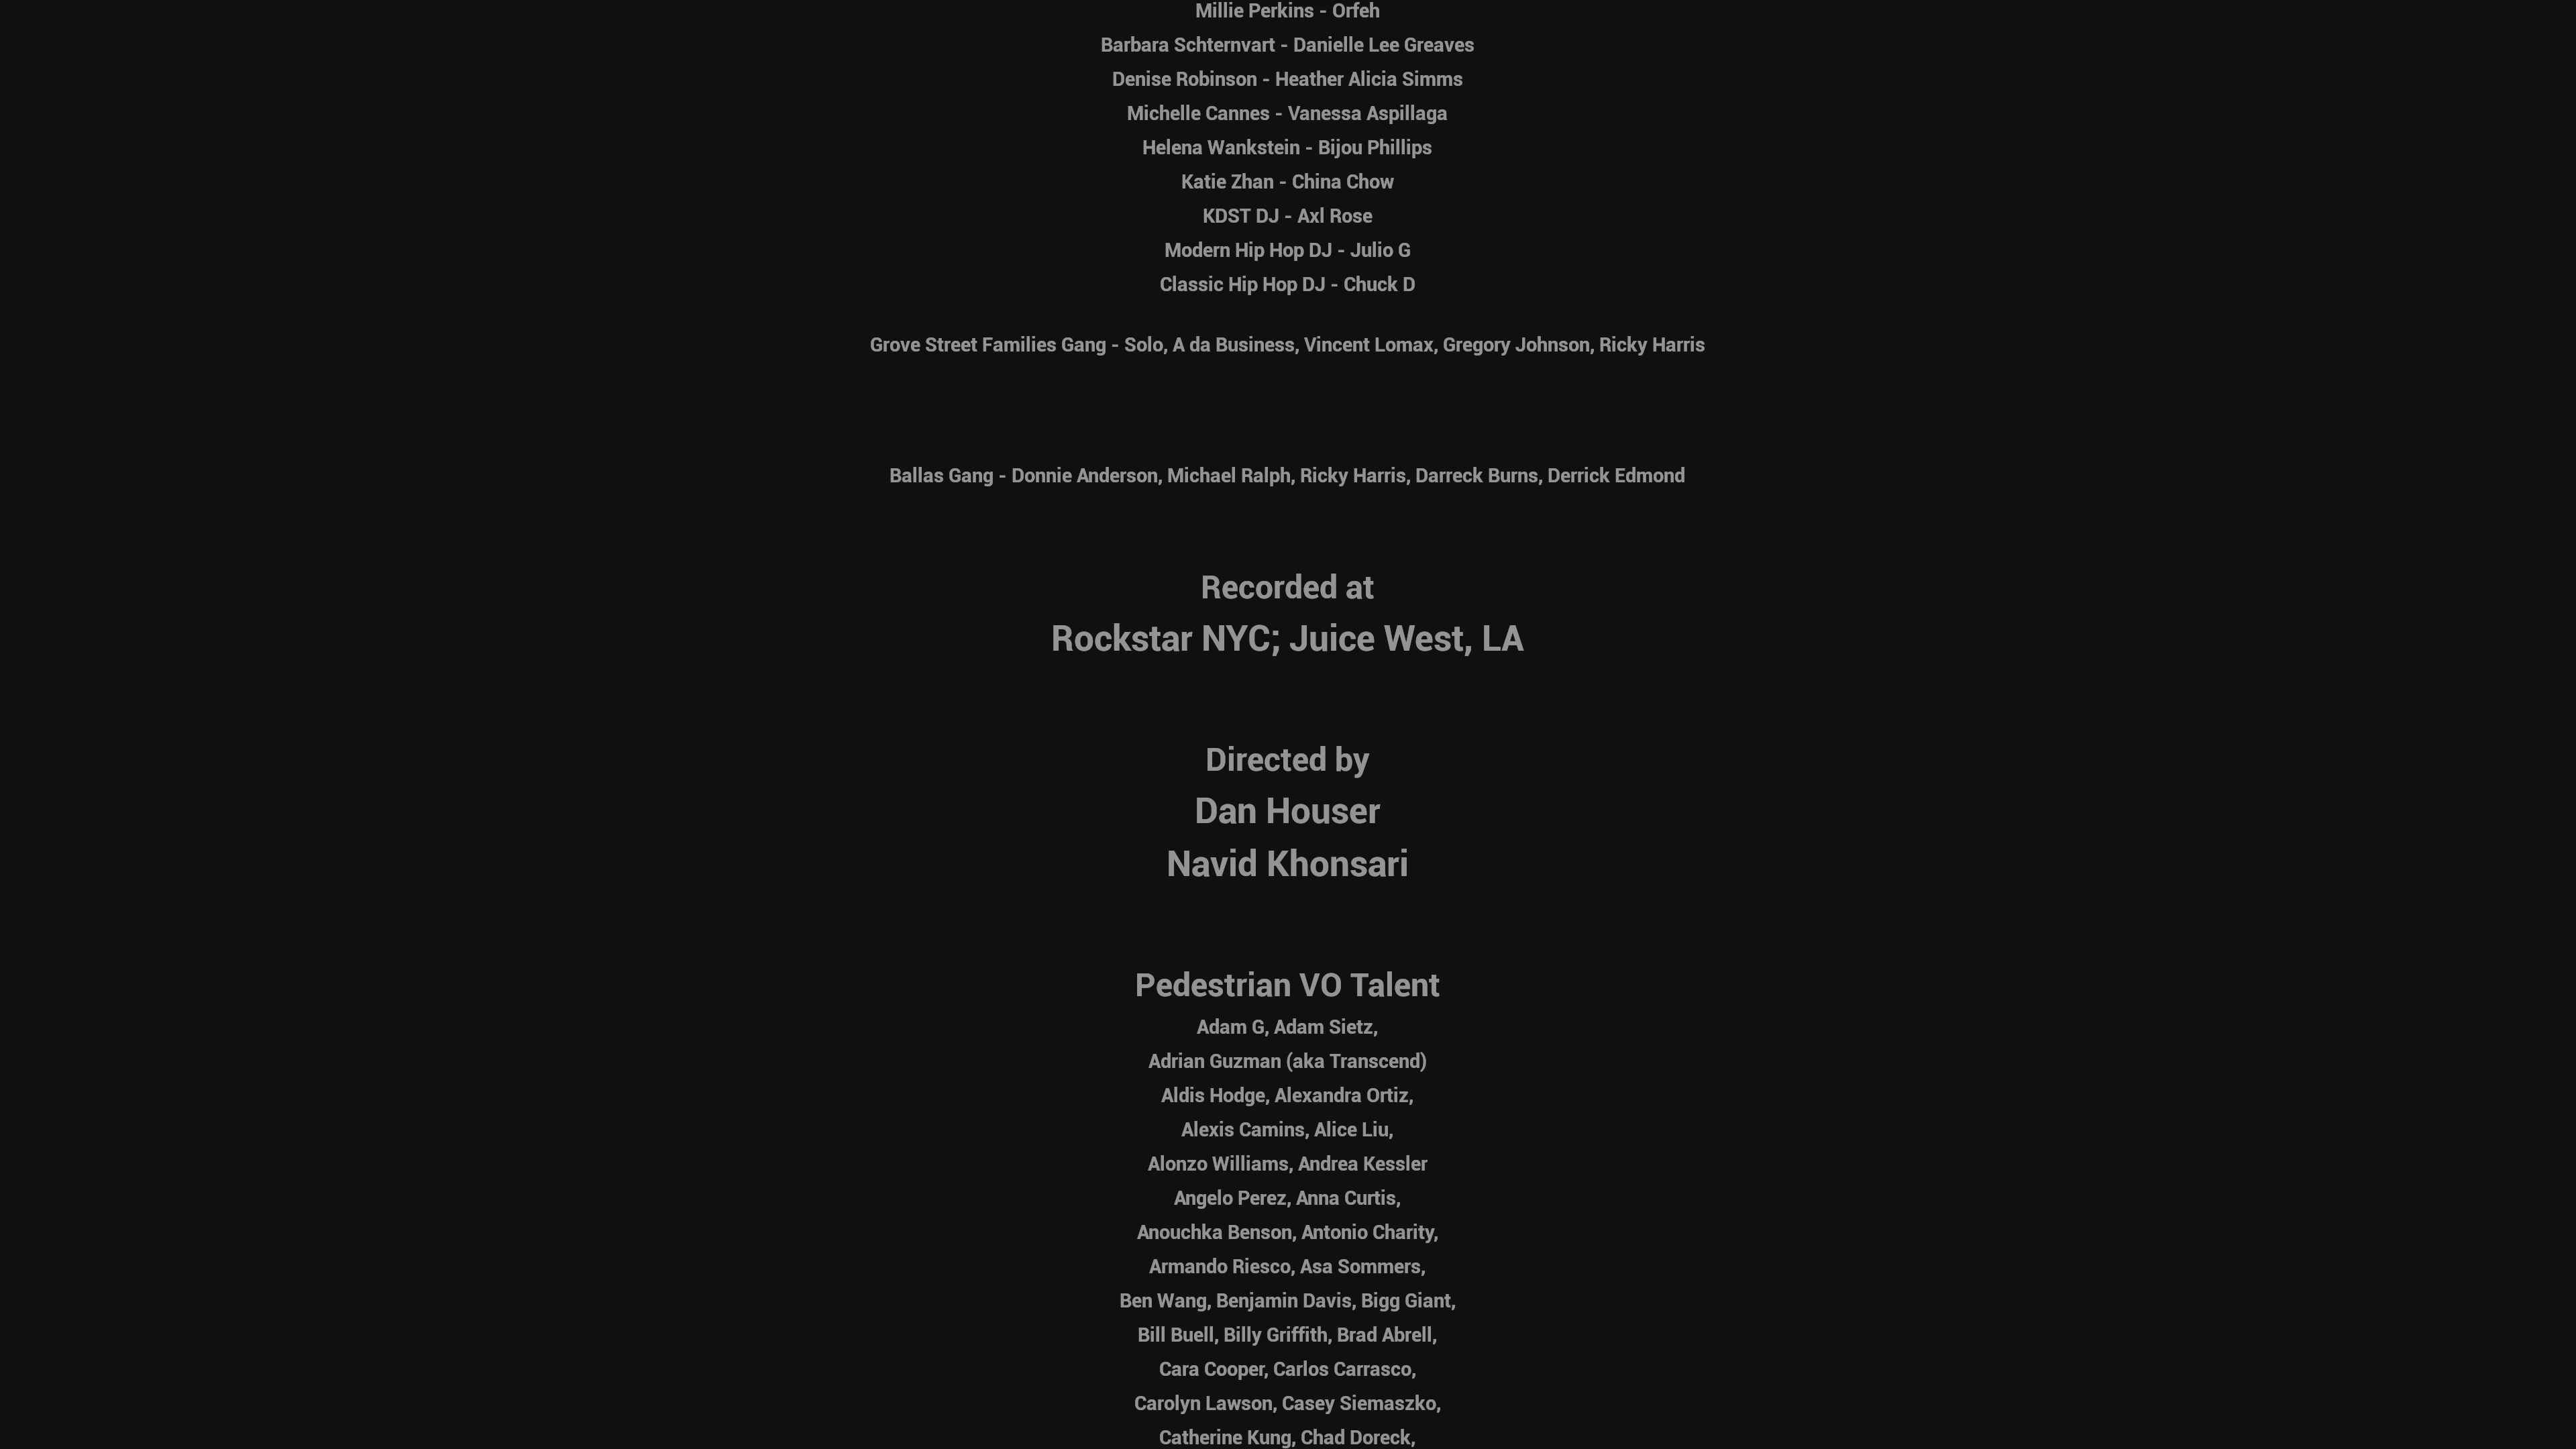 Millie Perkins - Orfeh
Barbara Schternvart - Danielle Lee Greaves
Denise Robinson - Heather Alicia Simms
Michelle Cannes - Vanessa Aspillaga
Helena Wankstein - Bijou Phillips
Katie Zhan - China Chow
KDST DJ - Axl Rose
Modern Hip Hop DJ - Julio G
Classic Hip Hop DJ - Chuck D
Grove Street Families Gang - Solo, A da Business, Vincent Lomax, Gregory Johnson, Ricky Harris
Ballas Gang - Donnie Anderson, Michael Ralph, Ricky Harris, Darreck Burns, Derrick Edmond
Recorded at
Rockstar NYC; Juice West, LA
Directed by
Dan Houser
Navid Khonsari
Pedestrian VO Talent
Adam G, Adam Sietz,
Adrian Guzman (aka Transcend)
Aldis Hodge, Alexandra Ortiz,
Alexis Camins, Alice Liu,
Alonzo Williams, Andrea Kessler
Angelo Perez, Anna Curtis,
Anouchka Benson, Antonio Charity,
Armando Riesco, Asa Sommers,
Ben Wang, Benjamin Davis, Bigg Giant,
Bill Buell, Billy Griffith, Brad Abrell,
Cara Cooper, Carlos Carrasco,
Carolyn Lawson, Casey Siemaszko,
Catherine Kung, Chad Doreck,